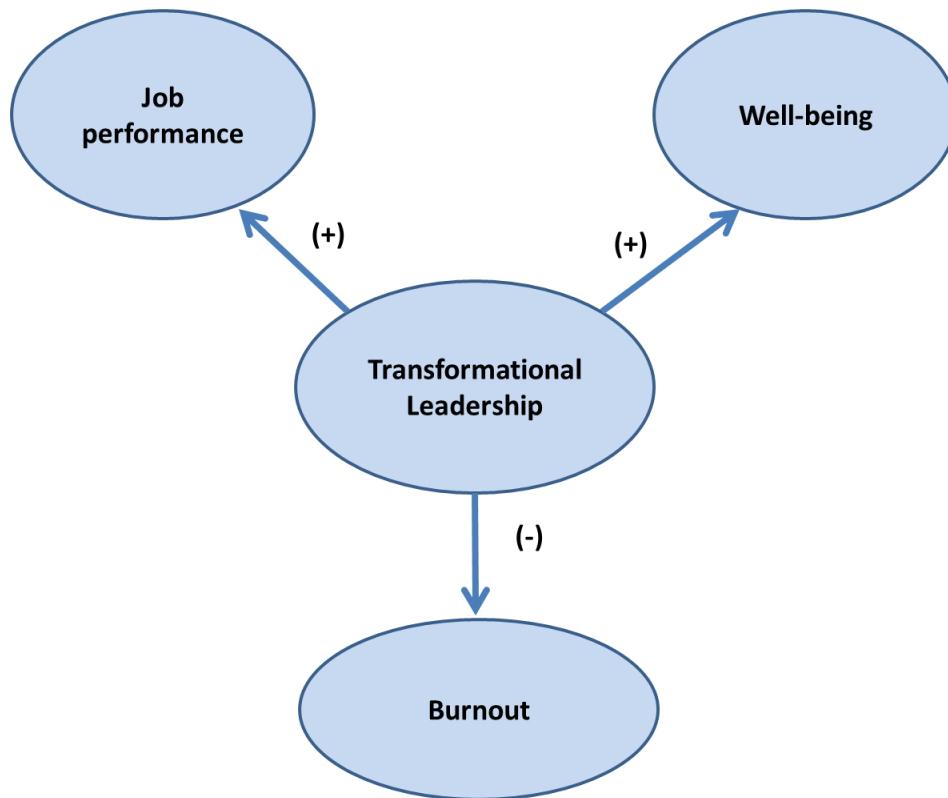 Job
performance
Well-being
(+)
(+)
Transformational
Leadership
(-)
Burnout